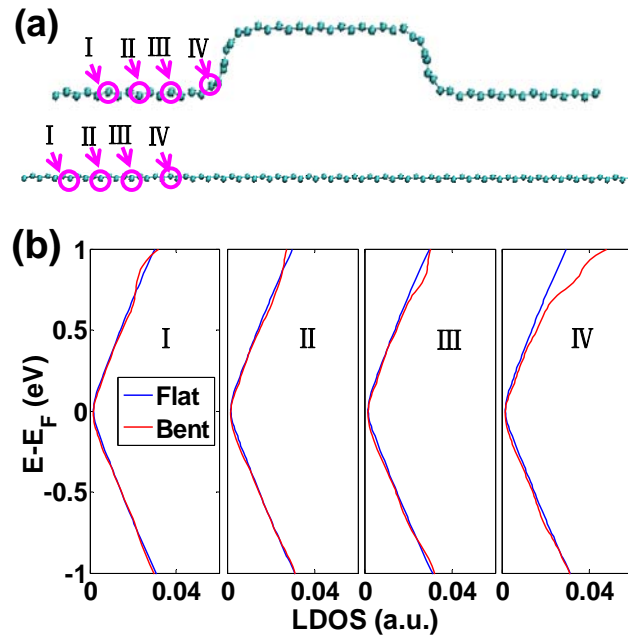 (a)
Ⅰ Ⅱ Ⅲ Ⅳ
Ⅰ Ⅱ Ⅲ Ⅳ
(b)
E-E_F (eV)
1
0.5
0
-0.5
-1
Ⅰ Ⅱ Ⅲ Ⅳ
Flat
Bent
0 0.04 0 0.04 0 0.04 0 0.04
LDOS (a.u.)